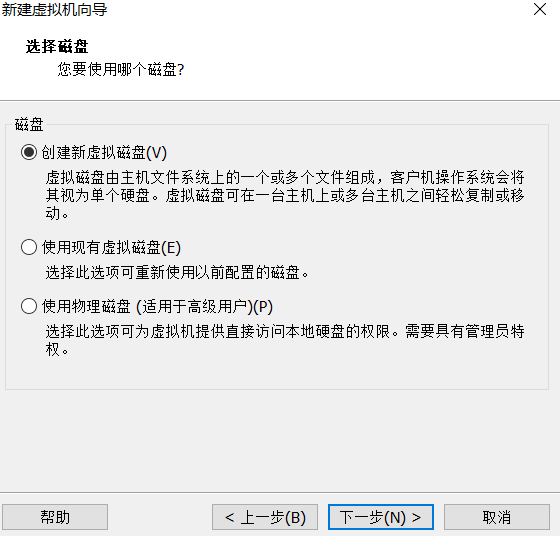 新建虚拟机向导
选择磁盘
您要使用哪个磁盘?
磁盘
创建新虚拟磁盘(V)
虚拟磁盘由主机文件系统上的一个或多个文件组成，客户机操作系统会将
其视为单个硬盘。虚拟磁盘可在一台主机上或多台主机之间轻松复制或移
动。
使用现有虚拟磁盘(E)
选择此选项可重新使用以前配置的磁盘。
使用物理磁盘 (适用于高级用户)(P)
选择此选项可为虚拟机提供直接访问本地硬盘的权限。需要具有管理员特
权。
帮助
< 上一步(B)
下一步(N) >
取消